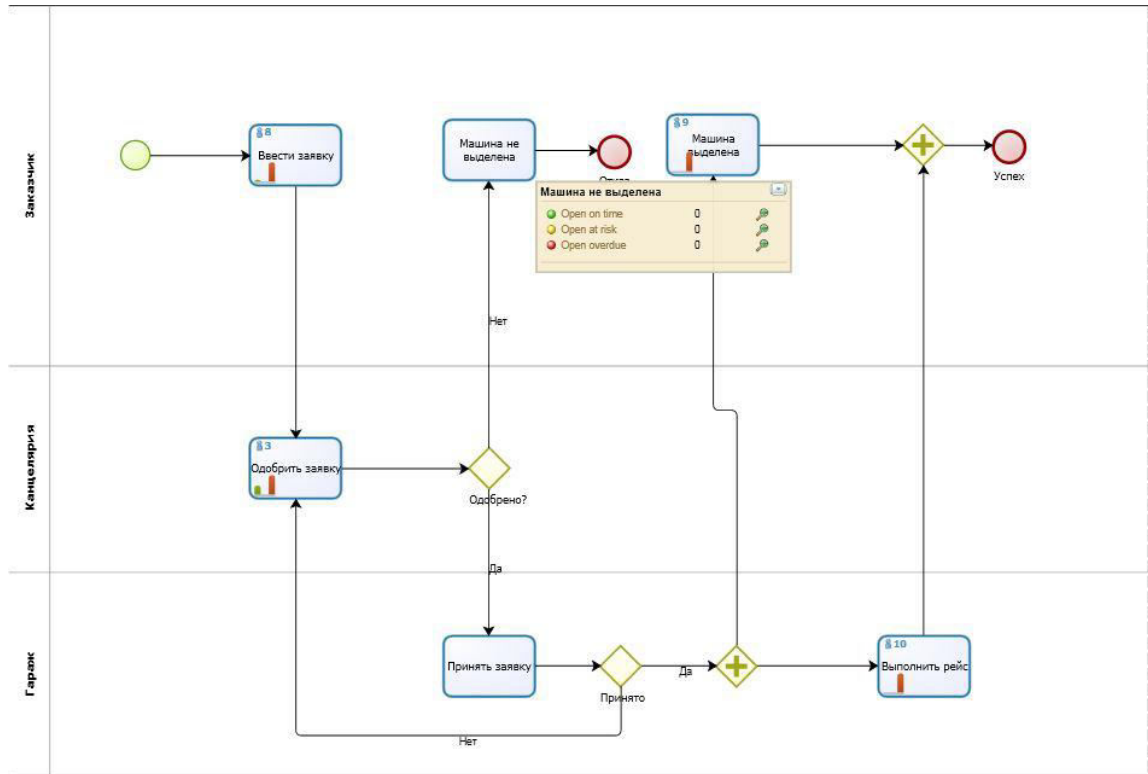 Заказчик
8
Ввести заявку
Машина не
выделена
9
Машина
выделена
Успех
Машина не выделена
Open on time 0
Open at risk 0
Open overdue 0
Нет
Канцелярия
3
Одобрить заявку
Одобрено?
Да
Гараж
Принять заявку
Принято
Да
10
Выполнить рейс
Нет